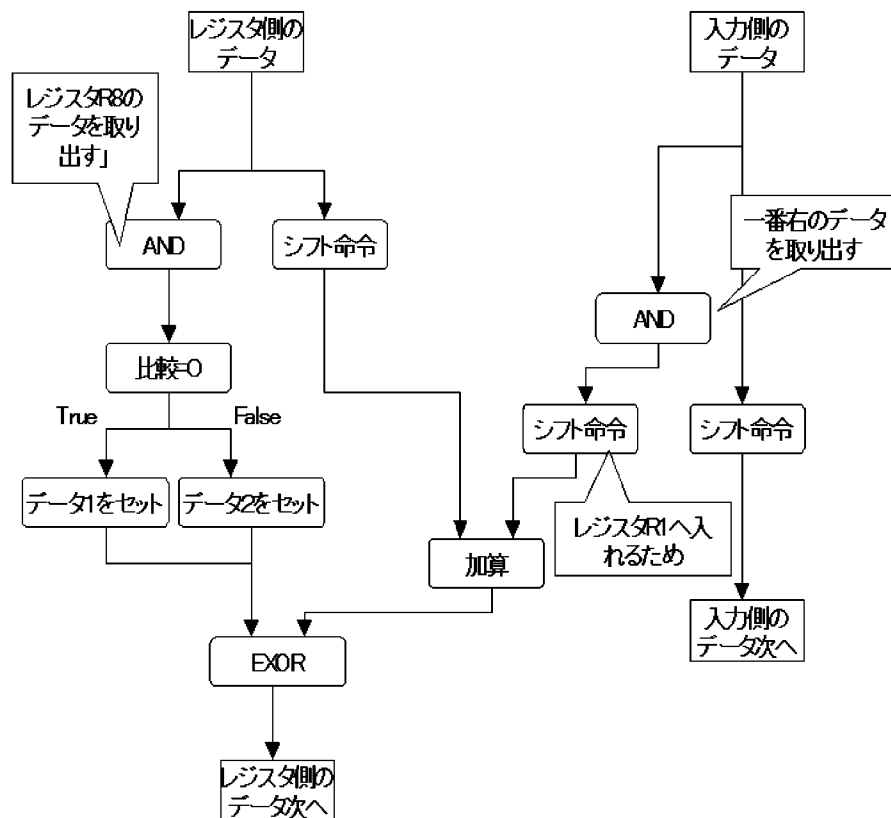 レジスタ側の
データ
入力側の
データ
レジスタR8の
データを取り
出す」
一番右のデータ
を取り出す
AND
シフト命令
AND
比較=0
True
False
シフト命令
シフト命令
データ1をセット
データ2をセット
レジスタR1へ入
れるため
加算
入力側の
データ次へ
EXOR
レジスタ側の
データ次へ